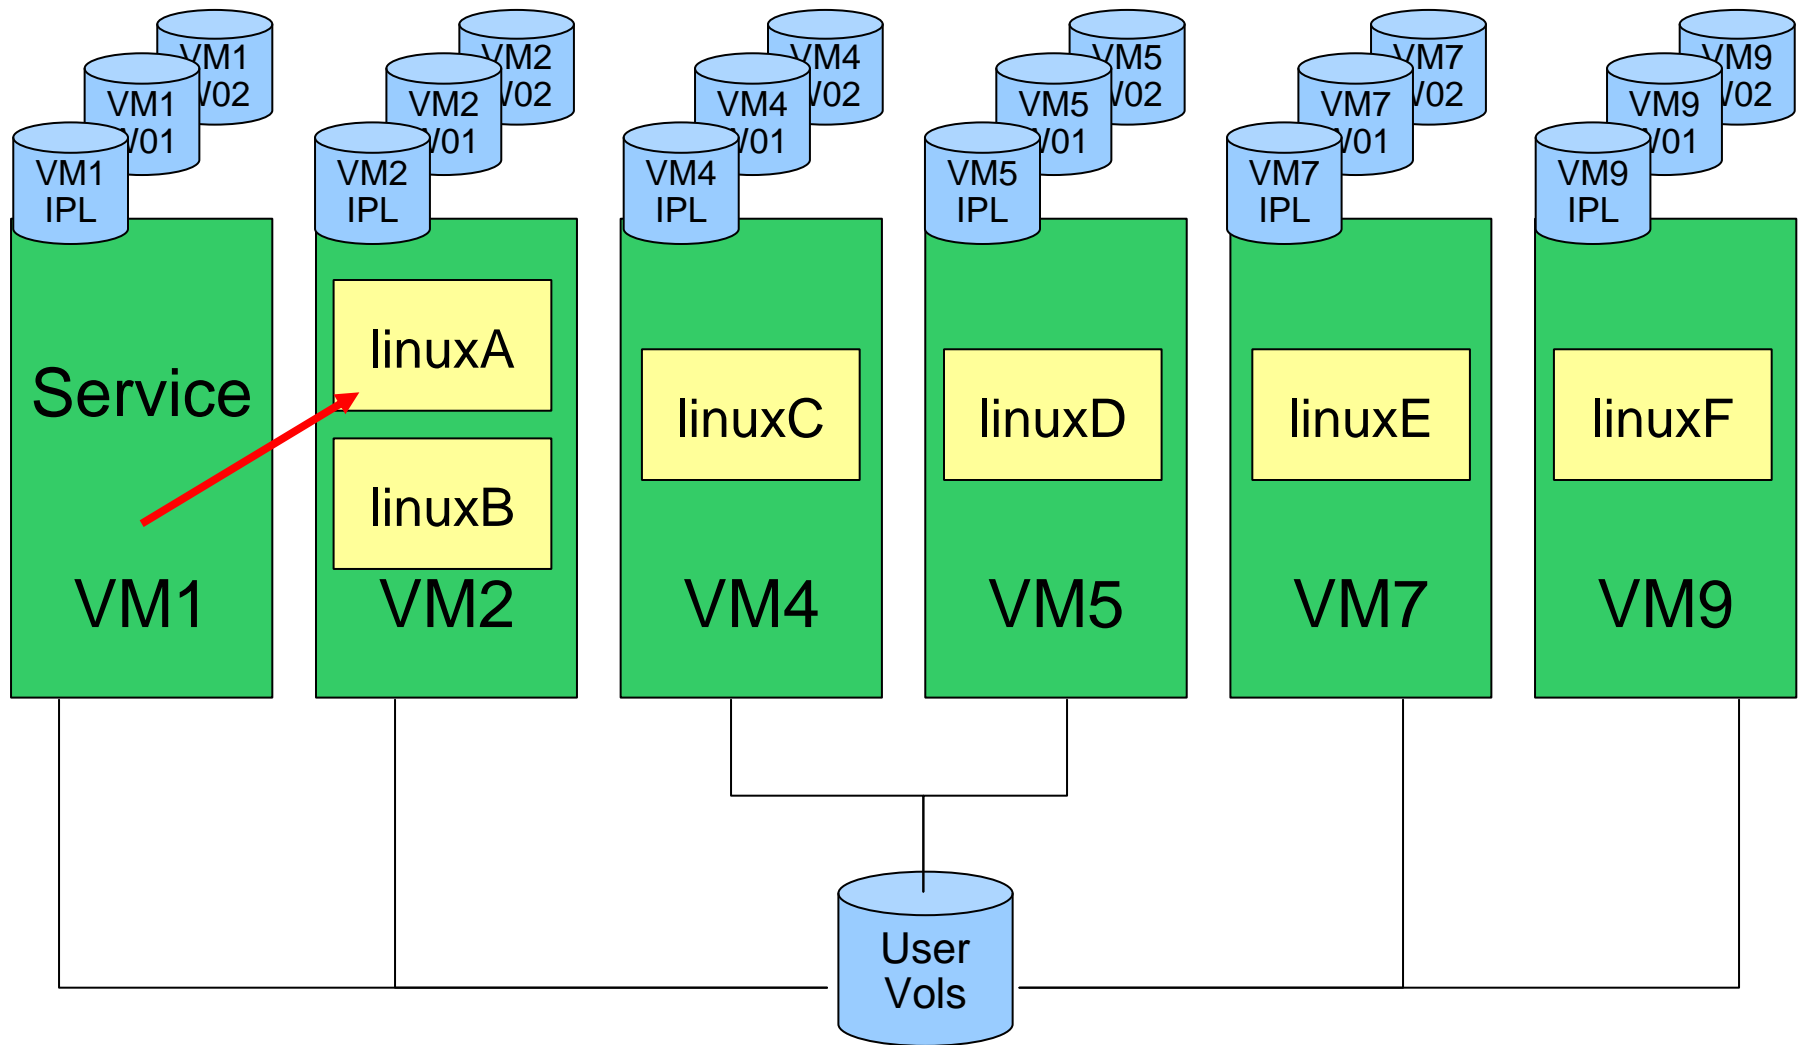 VM1
W02
VM2
W02
VM4
W02
VM5
W02
VM7
W02
VM9
W02
VM1
W01
VM2
W01
VM4
W01
VM5
W01
VM7
W01
VM9
W01
VM1
IPL
VM2
IPL
VM4
IPL
VM5
IPL
VM7
IPL
VM9
IPL
Service
VM1
linuxA
linuxB
VM2
linuxC
VM4
linuxD
VM5
linuxE
VM7
linuxF
VM9
User
Vols